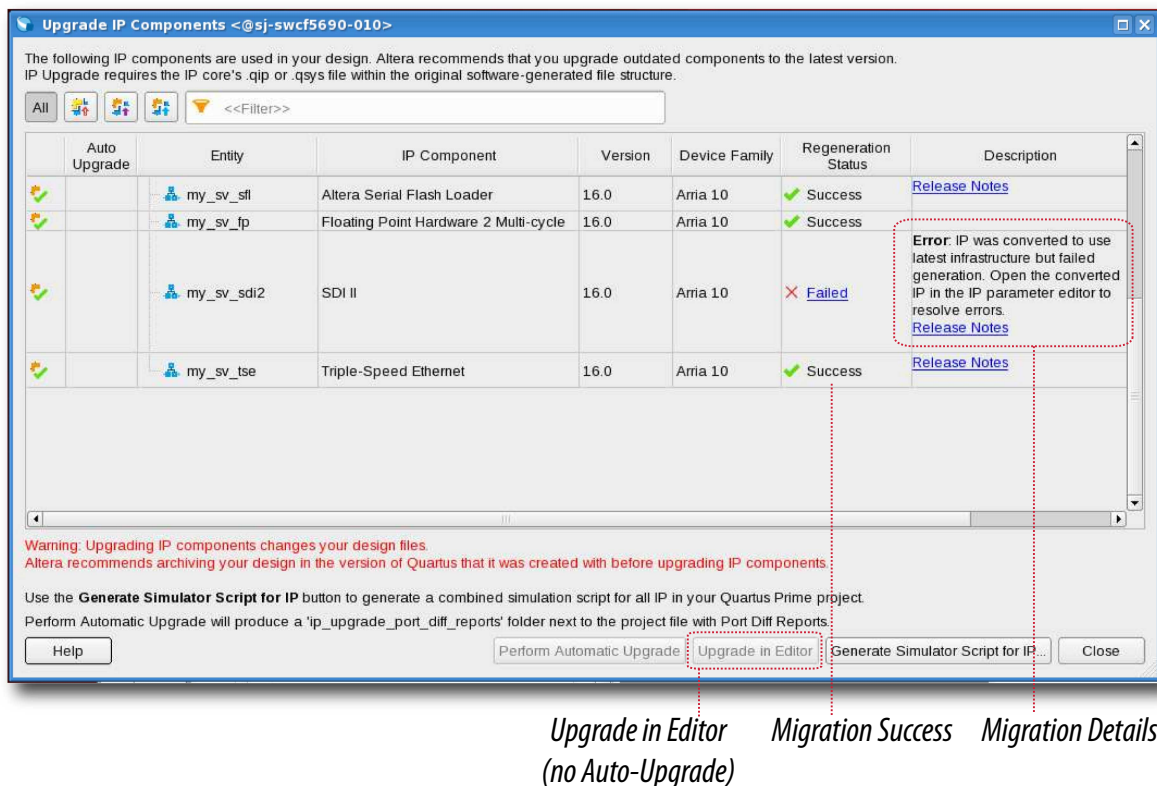 Upgrade IP Components <@sj-swcf5690-010>
The following IP components are used in your design. Altera recommends that you upgrade outdated components to the latest version.
IP Upgrade requires the IP core's .qip or .qsys file within the original software-generated file structure.
All <<Filter>>
Auto Upgrade Entity IP Component Version Device Family Regeneration Status Description
my_sv_sfl Altera Serial Flash Loader 16.0 Arria 10 Success Release Notes
my_sv_fp Floating Point Hardware 2 Multi-cycle 16.0 Arria 10 Success
my_sv_sdi2 SDI II 16.0 Arria 10 Failed
Error: IP was converted to use
latest infrastructure but failed
generation. Open the converted
IP in the IP parameter editor to
resolve errors.
Release Notes
my_sv_tse Triple-Speed Ethernet 16.0 Arria 10 Success Release Notes
Warning: Upgrading IP components changes your design files.
Altera recommends archiving your design in the version of Quartus that it was created with before upgrading IP components.
Use the Generate Simulator Script for IP button to generate a combined simulation script for all IP in your Quartus Prime project.
Perform Automatic Upgrade will produce a 'ip_upgrade_port_diff_reports' folder next to the project file with Port Diff Reports.
Help Perform Automatic Upgrade Upgrade in Editor Generate Simulator Script for IP... Close
Upgrade in Editor Migration Success Migration Details
(no Auto-Upgrade)